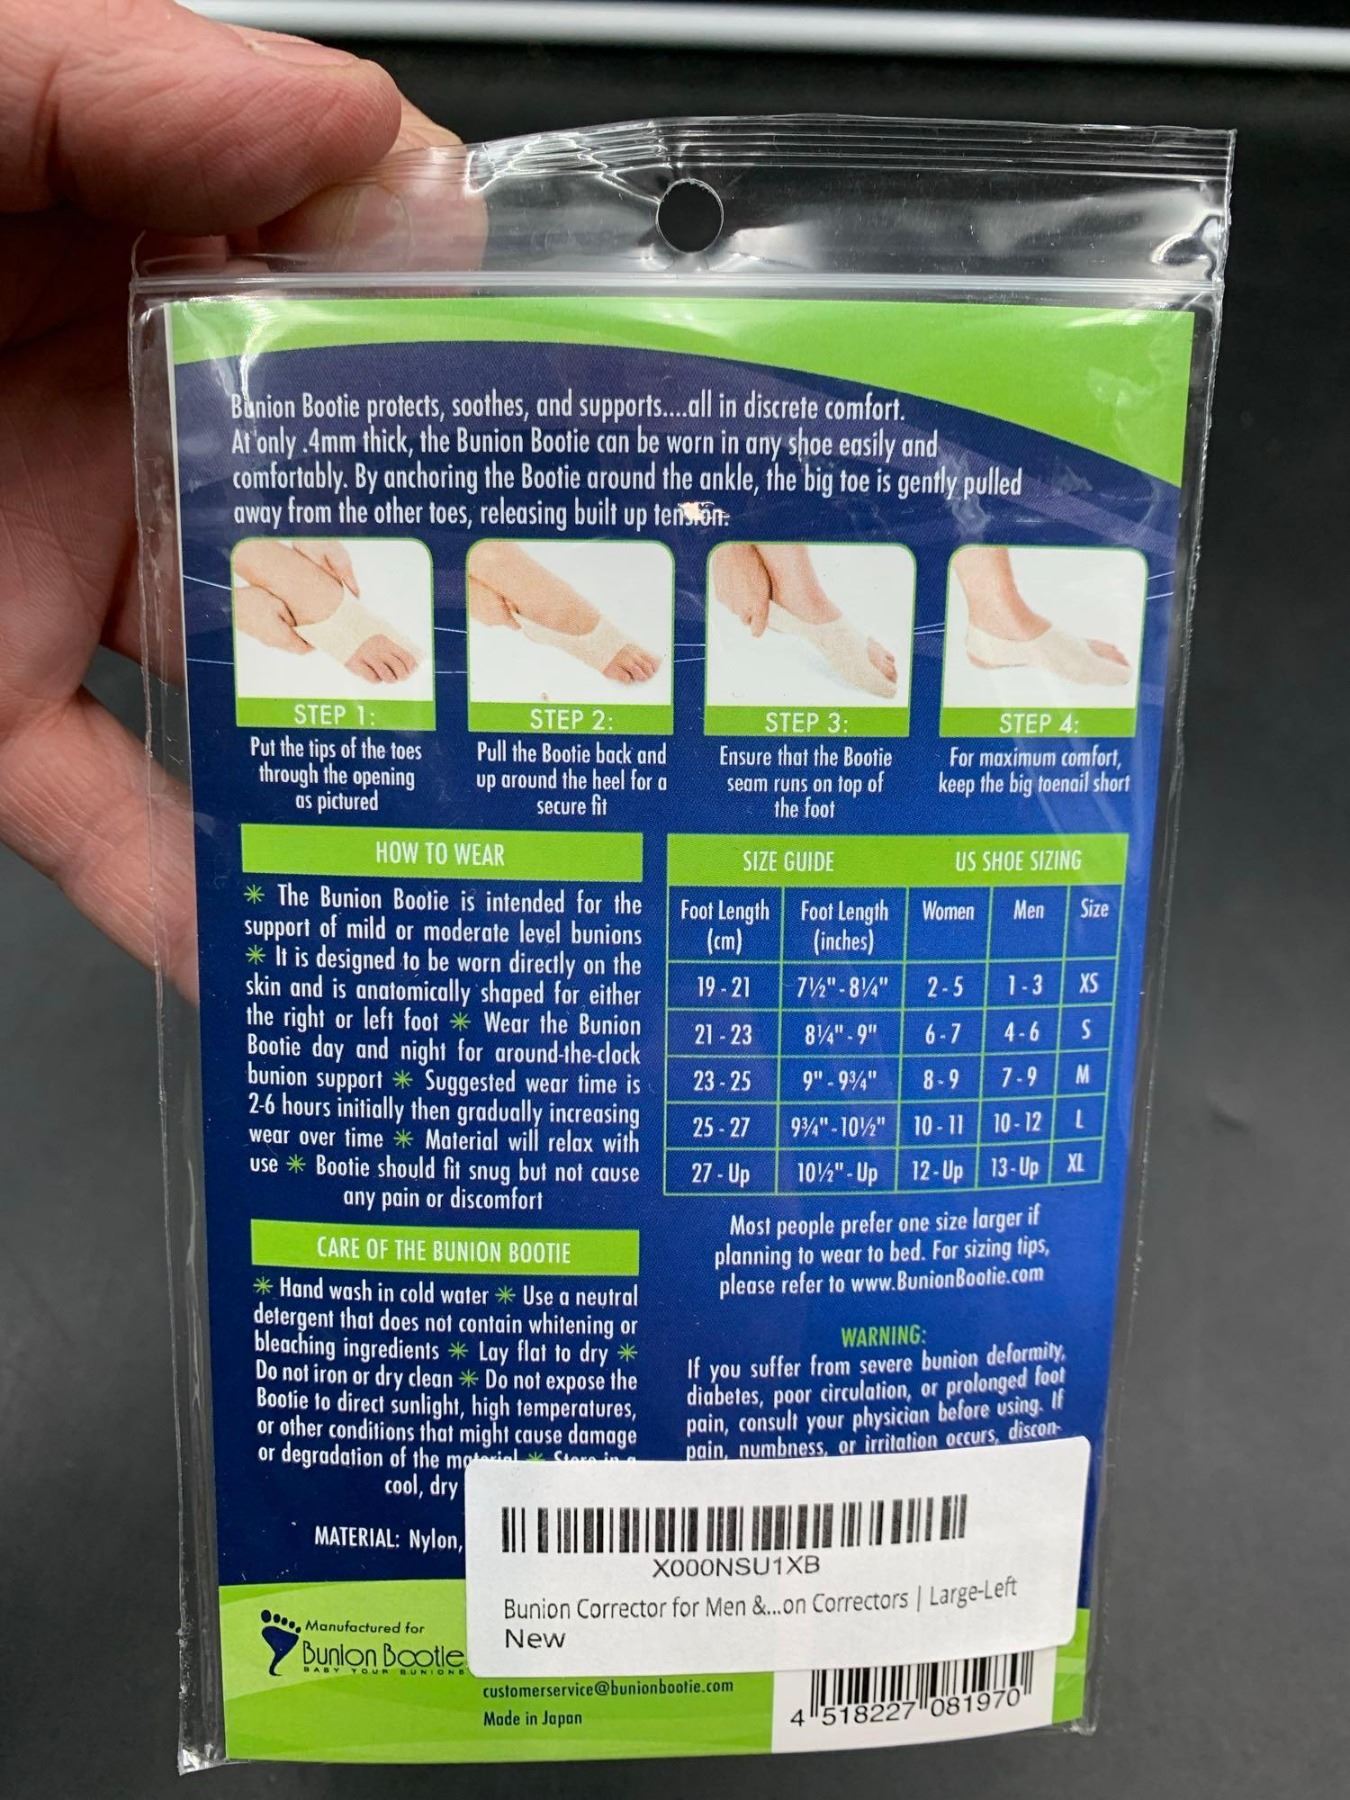 Bunion Bootie protects, soothes, and supports....all in discrete comfort.
At only .4mm thick, the Bunion Bootie can be worn in any shoe easily and
comfortably. By anchoring the Bootie around the ankle, the big toe is gently pulled
away from the other toes, releasing built up tension.
STEP 1:
Put the tips of the toes
through the opening
as pictured
STEP 2:
Pull the Bootie back and
up around the heel for a
secure fit
STEP 3:
Ensure that the Bootie
seam runs on top of
the foot
STEP 4:
For maximum comfort,
keep the big toenail short
HOW TO WEAR
✳ The Bunion Bootie is intended for the
support of mild or moderate level bunions
✳ It is designed to be worn directly on the
skin and is anatomically shaped for either
the right or left foot ✳ Wear the Bunion
Bootie day and night for around-the-clock
bunion support ✳ Suggested wear time is
2-6 hours initially then gradually increasing
wear over time ✳ Material will relax with
use ✳ Bootie should fit snug but not cause
any pain or discomfort
CARE OF THE BUNION BOOTIE
✳ Hand wash in cold water ✳ Use a neutral
detergent that does not contain whitening or
bleaching ingredients ✳ Lay flat to dry ✳
Do not iron or dry clean ✳ Do not expose the
Bootie to direct sunlight, high temperatures,
or other conditions that might cause damage
or degradation of the material ✳ Store in a
cool, dry
MATERIAL: Nylon,
SIZE GUIDE US SHOE SIZING
Foot Length (cm) Foot Length (inches) Women Men Size
19 - 21 7½" - 8¼" 2 - 5 1 - 3 XS
21 - 23 8¼" - 9" 6 - 7 4 - 6 S
23 - 25 9" - 9¾" 8 - 9 7 - 9 M
25 - 27 9¾" - 10½" 10 - 11 10 - 12 L
27 - Up 10½" - Up 12 - Up 13 - Up XL
Most people prefer one size larger if
planning to wear to bed. For sizing tips,
please refer to www.BunionBootie.com
WARNING:
If you suffer from severe bunion deformity,
diabetes, poor circulation, or prolonged foot
pain, consult your physician before using. If
pain, numbness, or irritation occurs, discon-
X000NSU1XB
Bunion Corrector for Men &...on Correctors | Large-Left
New
Manufactured for
Bunion Bootie
BABY YOUR BUNIONS
customerservice@bunionbootie.com
Made in Japan
4 518227 081970